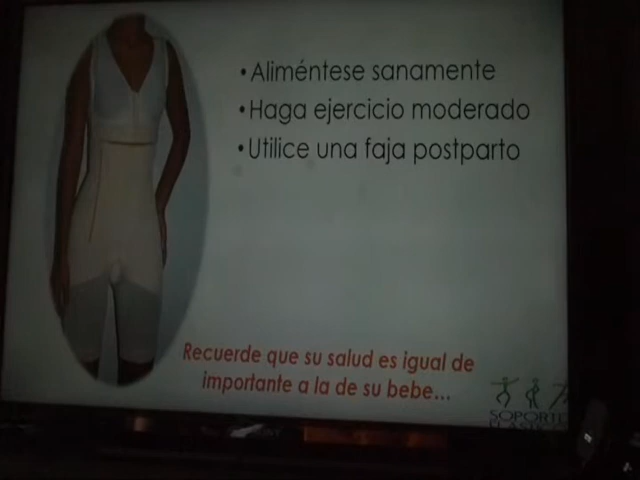 • Aliméntese sanamente
• Haga ejercicio moderado
• Utilice una faja postparto
Recuerde que su salud es igual de
importante a la de su bebe...
SOPORTE